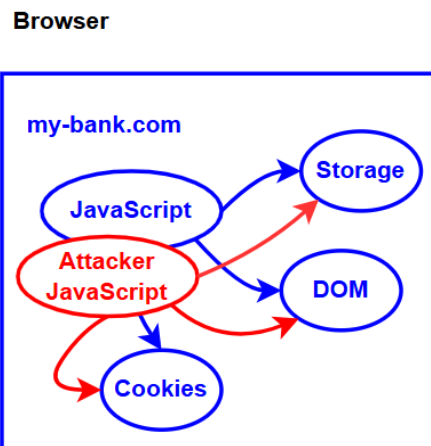 Browser
my-bank.com
Storage
JavaScript
Attacker
JavaScript
DOM
Cookies